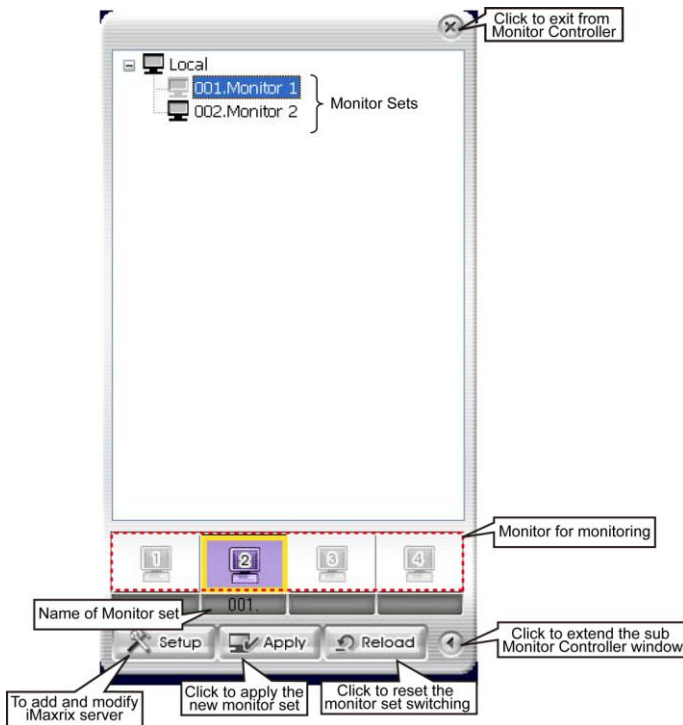 Click to exit from
Monitor Controller
Local
001.Monitor 1
002.Monitor 2
Monitor Sets
Monitor for monitoring
1
2
3
4
Name of Monitor set
001.
Setup
Apply
Reload
Click to extend the sub
Monitor Controller window
To add and modify
iMaxrix server
Click to apply the
new monitor set
Click to reset the
monitor set switching